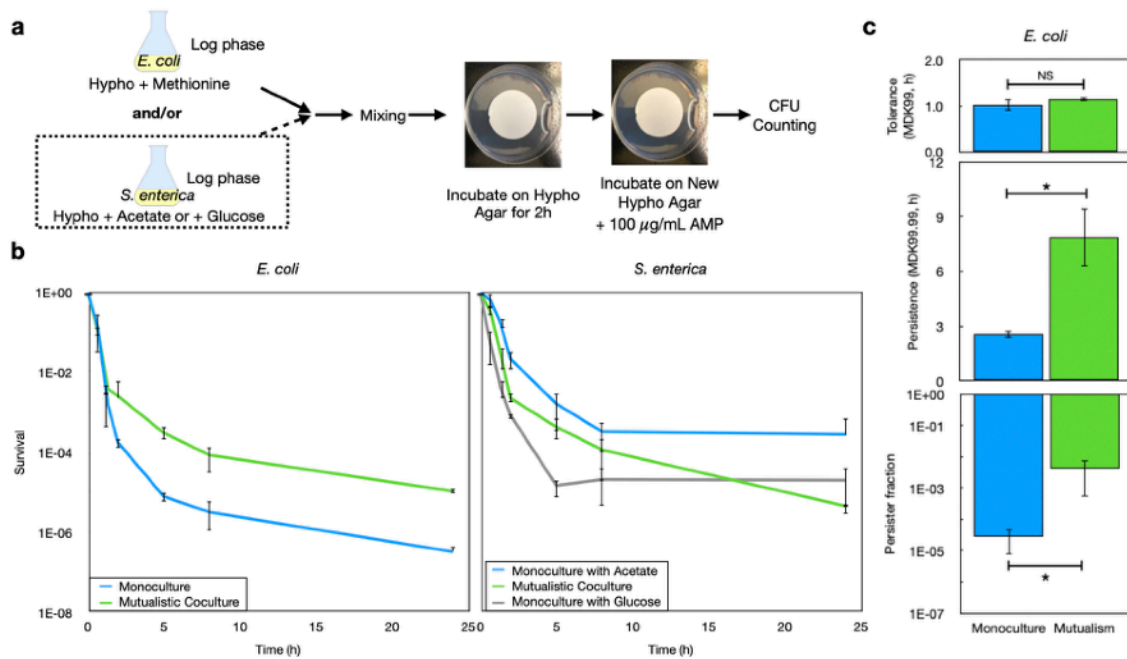 a
E. coli
Log phase
Hypho + Methionine
and/or
S. enterica
Log phase
Hypho + Acetate or + Glucose
Mixing
Incubate on Hypho
Agar for 2h
Incubate on New
Hypho Agar
+ 100 µg/mL AMP
CFU
Counting
b
E. coli
Survival
1E+00
1E-02
1E-04
1E-06
1E-08
Monoculture
Mutualistic Coculture
0
5
10
15
20
25
Time (h)
S. enterica
Monoculture with Acetate
Mutualistic Coculture
Monoculture with Glucose
5
10
15
20
25
Time (h)
c
E. coli
Tolerance
(MDK99, h)
2.0
1.0
0.0
NS
Persistence (MDK99.99, h)
12
9
6
3
0
*
Persister fraction
1E+00
1E-01
1E-03
1E-05
1E-07
*
Monoculture
Mutualism